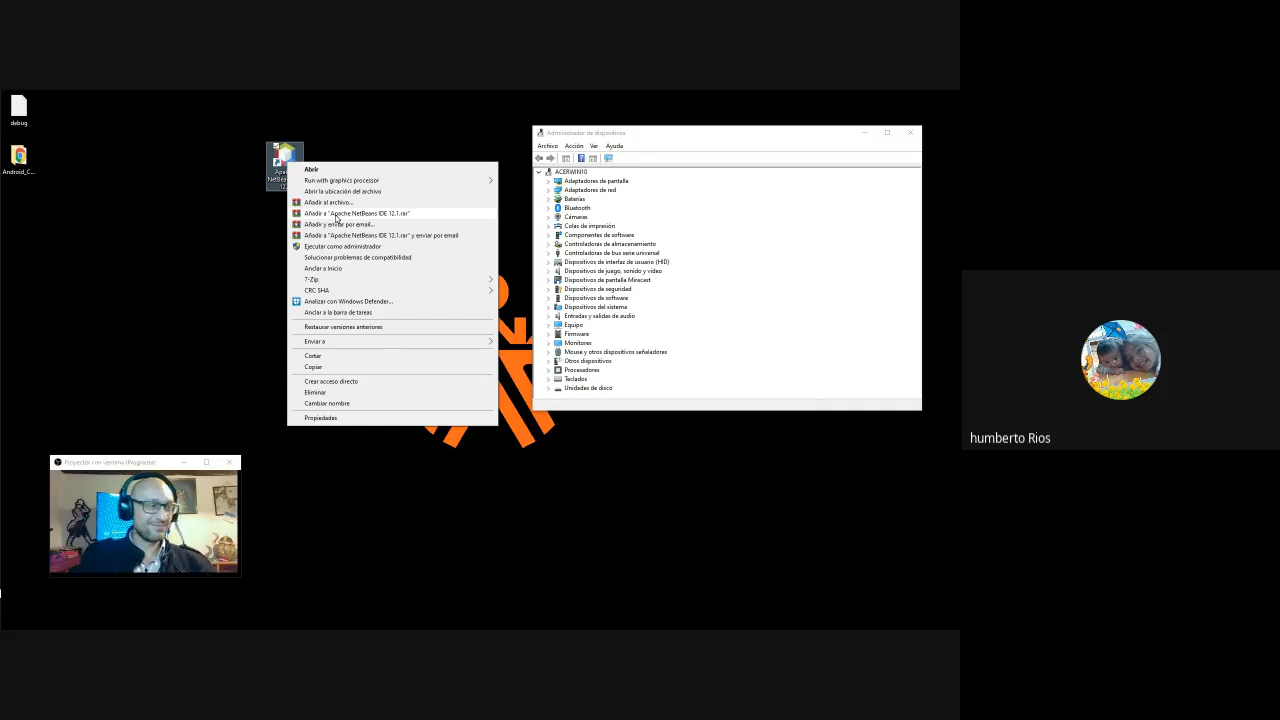 debug
Android_C...
Apa
NetBea
12.
Abrir
Run with graphics processor
Abrir la ubicación del archivo
Añadir al archivo...
Añadir a "Apache NetBeans IDE 12.1.rar"
Añadir y enviar por email...
Añadir a "Apache NetBeans IDE 12.1.rar" y enviar por email
Ejecutar como administrador
Solucionar problemas de compatibilidad
Anclar a Inicio
7-Zip
CRC SHA
Analizar con Windows Defender...
Anclar a la barra de tareas
Restaurar versiones anteriores
Enviar a
Cortar
Copiar
Crear acceso directo
Eliminar
Cambiar nombre
Propiedades
Administrador de dispositivos
Archivo Acción Ver Ayuda
ACERWIN10
Adaptadores de pantalla
Adaptadores de red
Baterías
Bluetooth
Cámaras
Colas de impresión
Componentes de software
Controladoras de almacenamiento
Controladoras de bus serie universal
Dispositivos de interfaz de usuario (HID)
Dispositivos de juego, sonido y video
Dispositivos de pantalla Miracast
Dispositivos de seguridad
Dispositivos de software
Dispositivos del sistema
Entradas y salidas de audio
Equipo
Firmware
Monitores
Mouse y otros dispositivos señaladores
Otros dispositivos
Procesadores
Teclados
Unidades de disco
Proyector con ventana (Programa)
humberto Rios